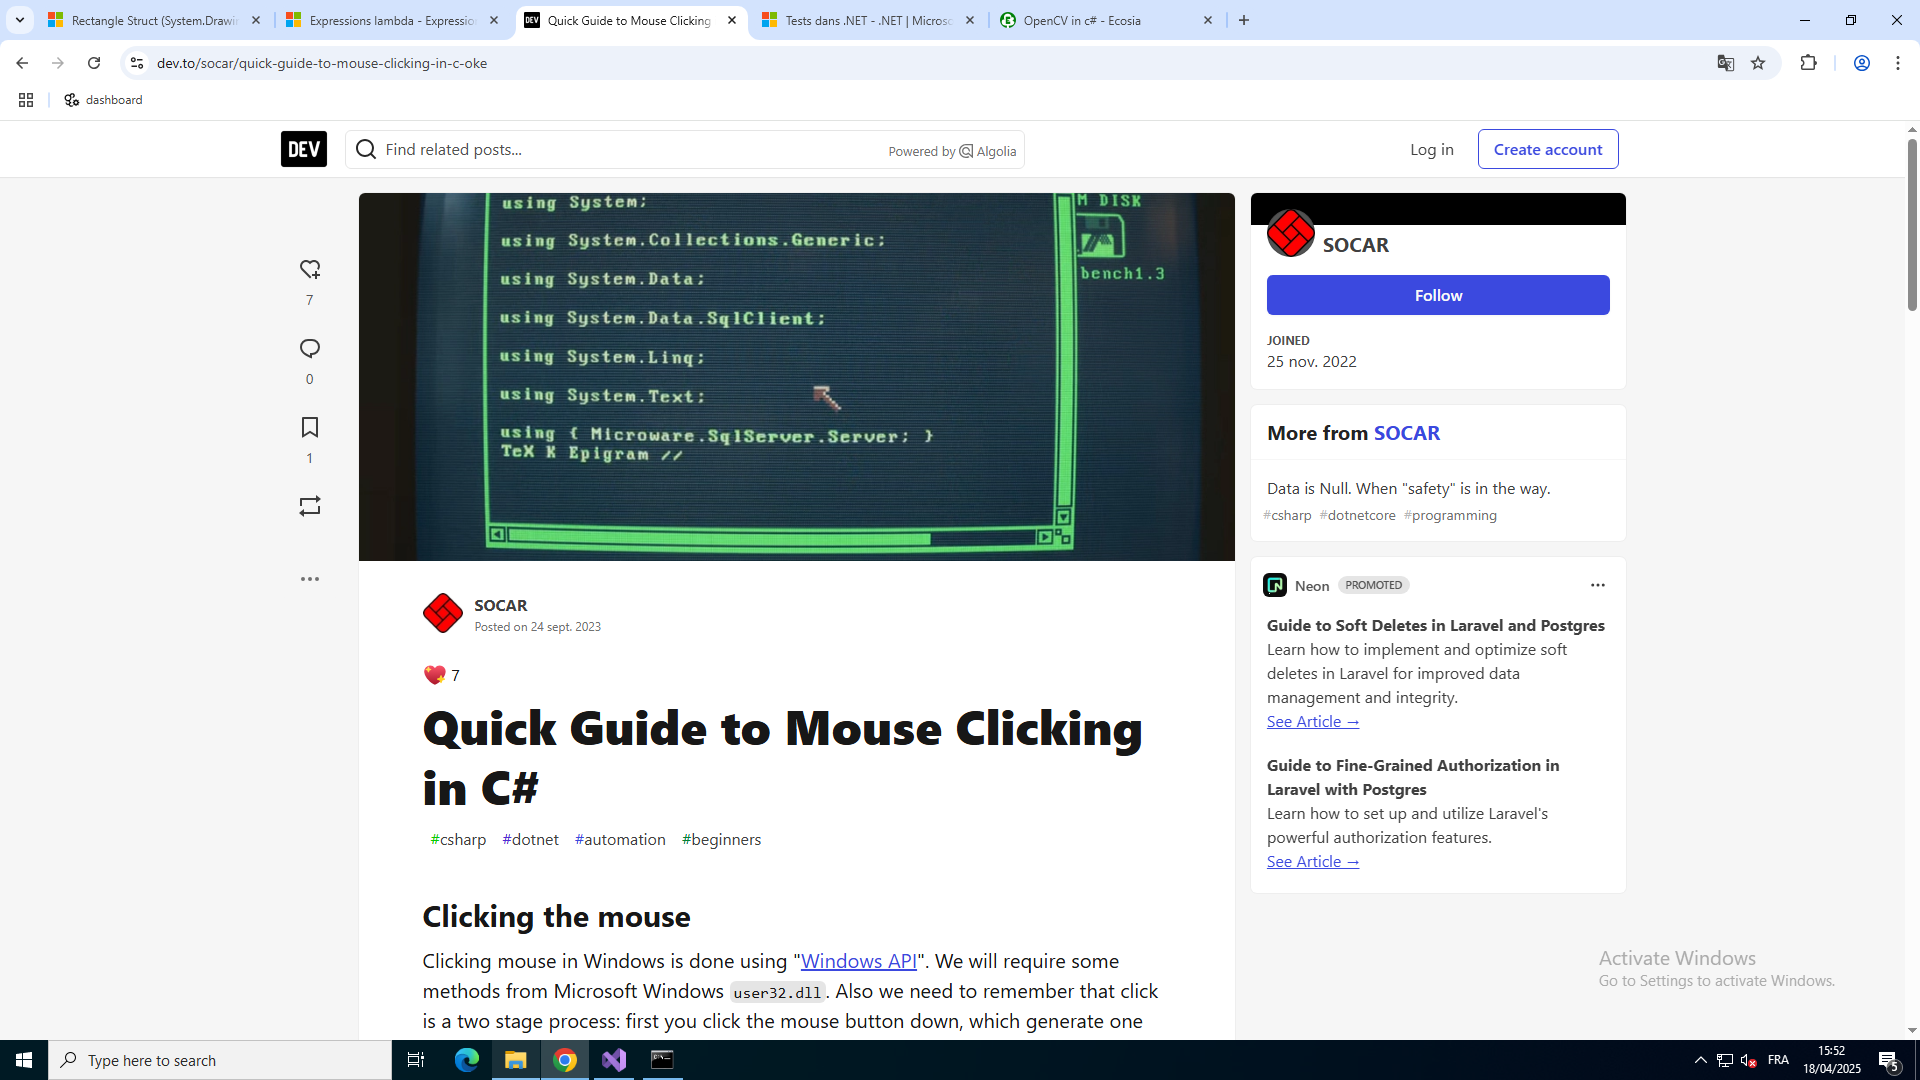 Rectangle Struct (System.Drawin
Expressions lambda - Expression
DEV
Quick Guide to Mouse Clicking
Tests dans .NET - .NET | Microso
OpenCV in c# - Ecosia
dev.to/socar/quick-guide-to-mouse-clicking-in-c-oke
dashboard
DEV
Find related posts...
Powered by Algolia
Log in
Create account
using System;
using System.Collections.Generic;
using System.Data;
using System.Data.SqlClient;
using System.Linq;
using System.Text;
using { Microware.SqlServer.Server; }
TeX K Epigram //
M DISK
bench1.3
7
0
1
SOCAR
Follow
JOINED
25 nov. 2022
More from SOCAR
Data is Null. When "safety" is in the way.
#csharp #dotnetcore #programming
Neon PROMOTED
Guide to Soft Deletes in Laravel and Postgres
Learn how to implement and optimize soft
deletes in Laravel for improved data
management and integrity.
See Article →
Guide to Fine-Grained Authorization in
Laravel with Postgres
Learn how to set up and utilize Laravel's
powerful authorization features.
See Article →
SOCAR
Posted on 24 sept. 2023
7
Quick Guide to Mouse Clicking
in C#
#csharp #dotnet #automation #beginners
Clicking the mouse
Clicking mouse in Windows is done using "Windows API". We will require some
methods from Microsoft Windows user32.dll. Also we need to remember that click
is a two stage process: first you click the mouse button down, which generate one
Activate Windows
Go to Settings to activate Windows.
Type here to search
FRA
15:52
18/04/2025
5